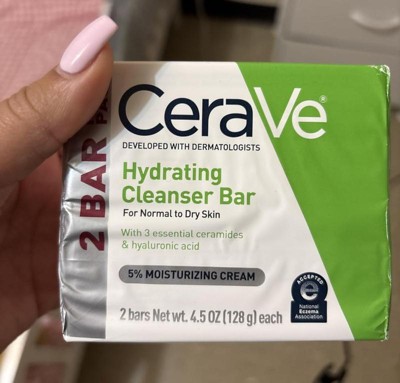 2 BAR PA
CeraVe®
DEVELOPED WITH DERMATOLOGISTS
Hydrating
Cleanser Bar
For Normal to Dry Skin
With 3 essential ceramides
& hyaluronic acid
5% MOISTURIZING CREAM
2 bars Net wt. 4.5 OZ (128 g) each
ACCEPTED
e
National
Eczema
Association